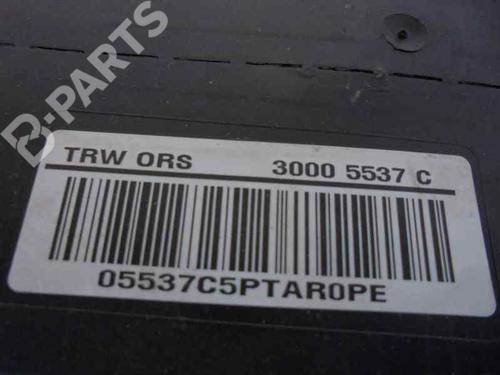 B-PARTS
TRW ORS 3000 5537 C
05537C5PTAR0PE